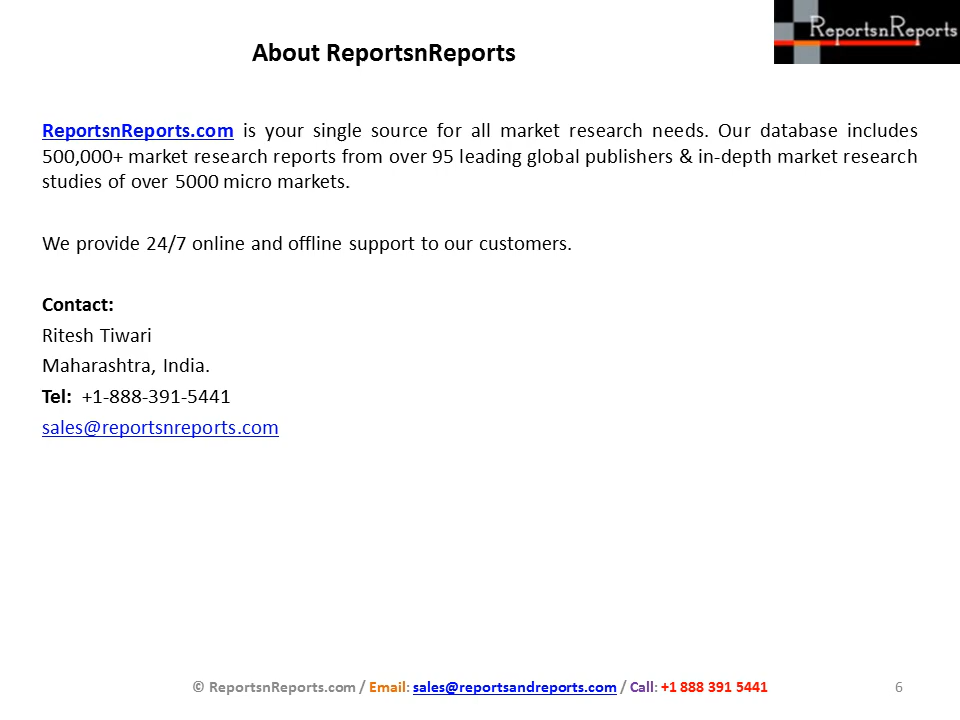 About ReportsnReports
ReportsnReports
ReportsnReports.com is your single source for all market research needs. Our database includes
500,000+ market research reports from over 95 leading global publishers & in-depth market research
studies of over 5000 micro markets.
We provide 24/7 online and offline support to our customers.
Contact:
Ritesh Tiwari
Maharashtra, India.
Tel: +1-888-391-5441
sales@reportsnreports.com
© ReportsnReports.com / Email: sales@reportsandreports.com / Call: +1 888 391 5441
6